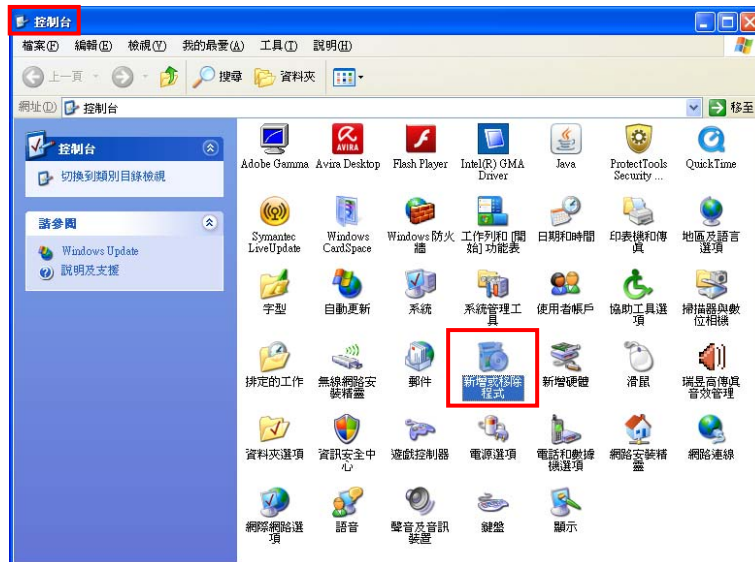 控制台
檔案(F) 編輯(E) 檢視(V) 我的最愛(A) 工具(T) 說明(H)
上一頁 搜尋 資料夾
網址(D) 控制台 移至
控制台
切換到類別目錄檢視
請參閱
Windows Update
說明及支援
Adobe Gamma Avira Desktop Flash Player Intel(R) GMA Java ProtectTools QuickTime
Driver Security ...
AVIRA
Symantec Windows Windows 防火 工作列和 [開 日期和時間 印表機和傳 地區及語言
LiveUpdate CardSpace 牆 始] 功能表 真 選項
字型 自動更新 系統 系統管理工 使用者帳戶 協助工具選 掃描器與數
具 項 位相機
排定的工作 無線網路安 郵件 新增或移除 新增硬體 滑鼠 瑞昱高傳真
裝精靈 程式 音效管理
資料夾選項 資訊安全中 遊戲控制器 電源選項 電話和數據 網路安裝精 網路連線
心 機選項 靈
網際網路選 語音 聲音及音訊 鍵盤 顯示
項 裝置